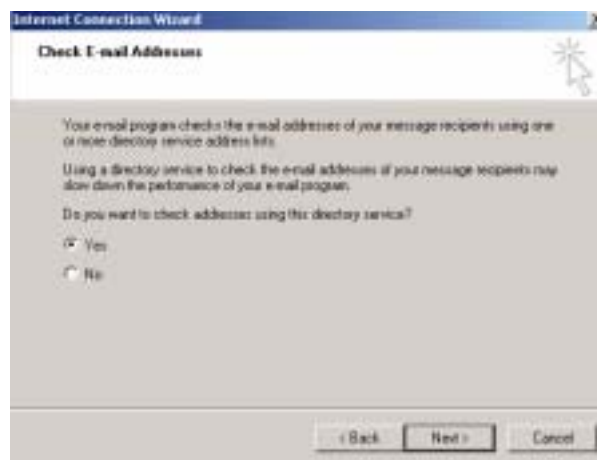 Internet Connection Wizard
Check E-mail Addresses
Your e-mail program checks the e-mail addresses of your message recipients using one
or more directory service address lists.
Using a directory service to check the e-mail addresses of your message recipients may
slow down the performance of your e-mail program.
Do you want to check addresses using this directory service?
Yes
No
< Back Next > Cancel